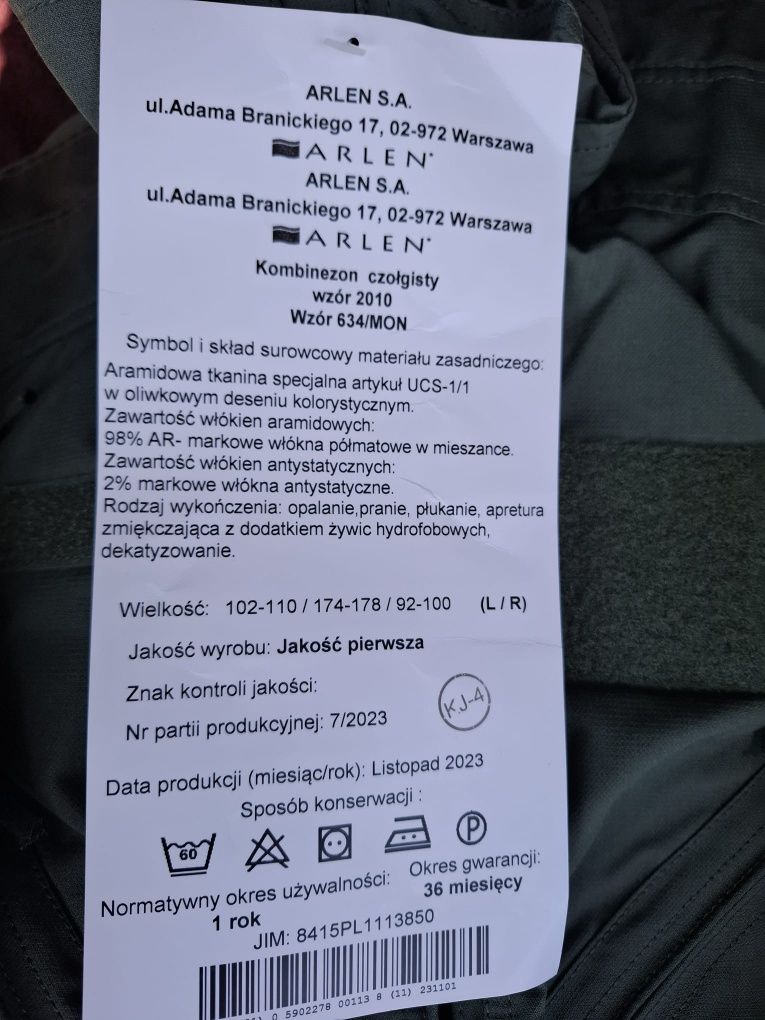 ARLEN S.A.
ul.Adama Branickiego 17, 02-972 Warszawa
ARLEN
ARLEN S.A.
ul.Adama Branickiego 17, 02-972 Warszawa
ARLEN
Kombinezon czołgisty
wzór 2010
Wzór 634/MON
Symbol i skład surowcowy materiału zasadniczego:
Aramidowa tkanina specjalna artykuł UCS-1/1
w oliwkowym deseniu kolorystycznym.
Zawartość włókien aramidowych:
98% AR- markowe włókna półmatowe w mieszance.
Zawartość włókien antystatycznych:
2% markowe włókna antystatyczne.
Rodzaj wykończenia: opalanie,pranie, płukanie, apretura
zmiękczająca z dodatkiem żywic hydrofobowych,
dekatyzowanie.
Wielkość: 102-110 / 174-178 / 92-100 (L / R)
Jakość wyrobu: Jakość pierwsza
Znak kontroli jakości:
KJ-4
Nr partii produkcyjnej: 7/2023
Data produkcji (miesiąc/rok): Listopad 2023
Sposób konserwacji :
60 P
Normatywny okres używalności: Okres gwarancji:
1 rok 36 miesięcy
JIM: 8415PL1113850
0 5902278 00113 8 (11) 231101